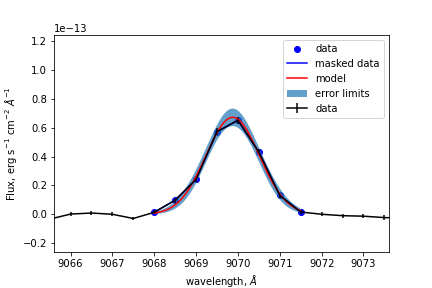 1e−13
1.2
1.0
0.8
0.6
0.4
0.2
0.0
−0.2
Flux, erg s⁻¹ cm⁻² Å⁻¹
data
masked data
model
error limits
data
9066 9067 9068 9069 9070 9071 9072 9073
wavelength, Å